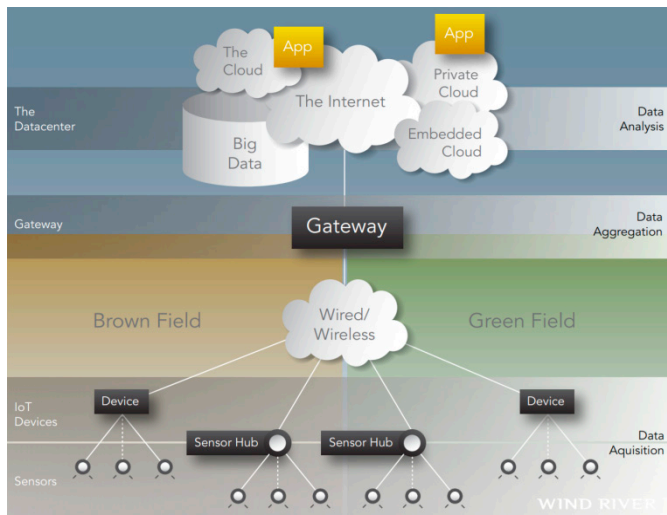 App
App
The
Cloud
Private
Cloud
The Internet
The
Datacenter
Data
Analysis
Big
Data
Embedded
Cloud
Gateway
Gateway
Data
Aggregation
Brown Field
Wired/
Wireless
Green Field
IoT
Devices
Device
Device
Sensor Hub
Sensor Hub
Data
Aquisition
Sensors
WIND RIVER